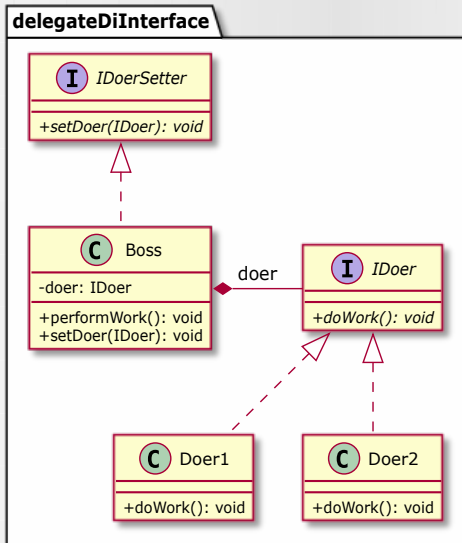 delegateDiInterface
I IDoerSetter
+setDoer(IDoer): void
C Boss
-doer: IDoer
+performWork(): void
+setDoer(IDoer): void
doer
I IDoer
+doWork(): void
C Doer1
+doWork(): void
C Doer2
+doWork(): void